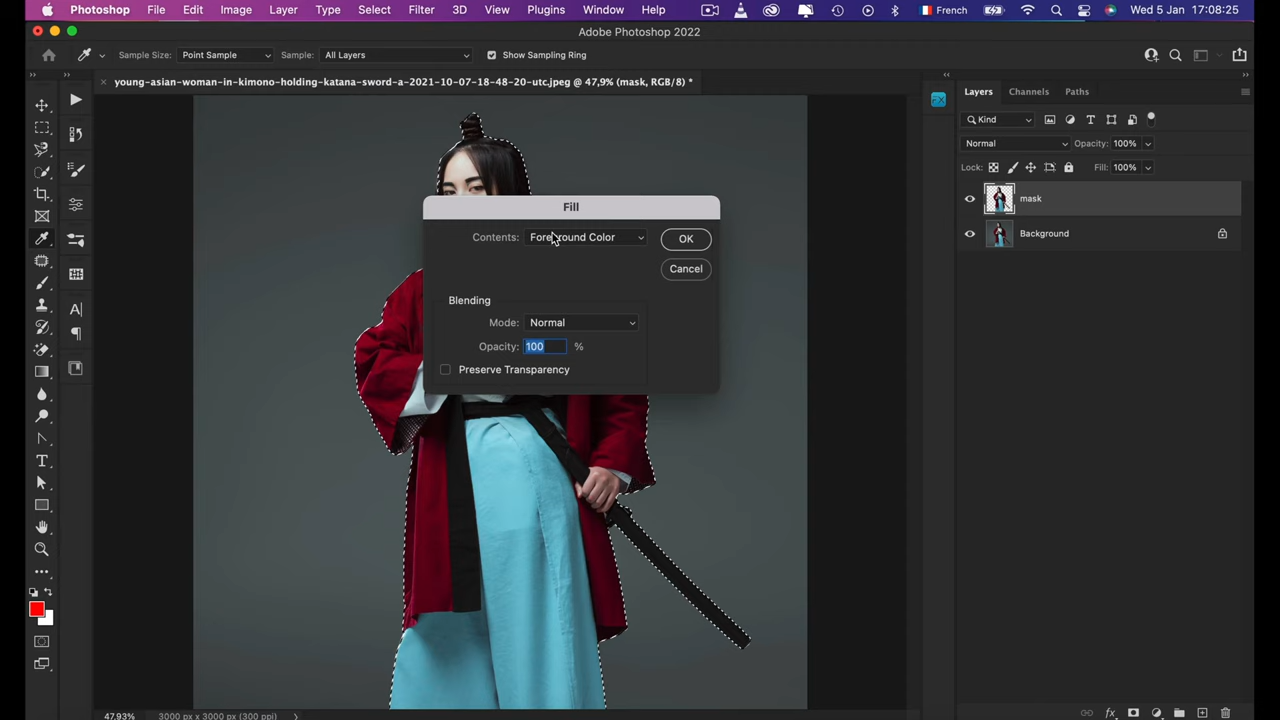 Photoshop File Edit Image Layer Type Select Filter 3D View Plugins Window Help French Wed 5 Jan 17:08:25
Adobe Photoshop 2022
Sample Size: Point Sample Sample: All Layers Show Sampling Ring
young-asian-woman-in-kimono-holding-katana-sword-a-2021-10-07-18-48-20-utc.jpeg @ 47,9% (mask, RGB/8) *
Layers Channels Paths
Kind
Normal Opacity: 100%
Lock: Fill: 100%
mask
Background
Fill
Contents: Foreground Color OK
Cancel
Blending
Mode: Normal
Opacity: 100 %
Preserve Transparency
47.93% 3000 px x 3000 px (300 ppi)